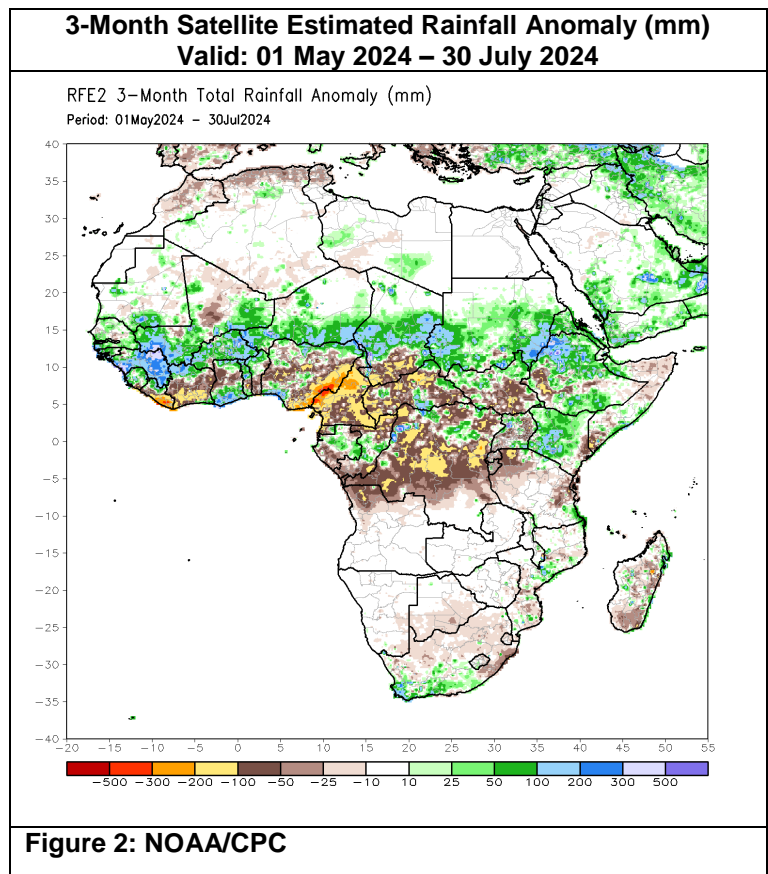 3-Month Satellite Estimated Rainfall Anomaly (mm)
Valid: 01 May 2024 – 30 July 2024
RFE2 3-Month Total Rainfall Anomaly (mm)
Period: 01May2024 – 30Jul2024
40
35
30
25
20
15
10
5
0
-5
-10
-15
-20
-25
-30
-35
-40
-20 -15 -10 -5 0 5 10 15 20 25 30 35 40 45 50 55
-500 -300 -200 -100 -50 -25 -10 10 25 50 100 200 300 500
Figure 2: NOAA/CPC